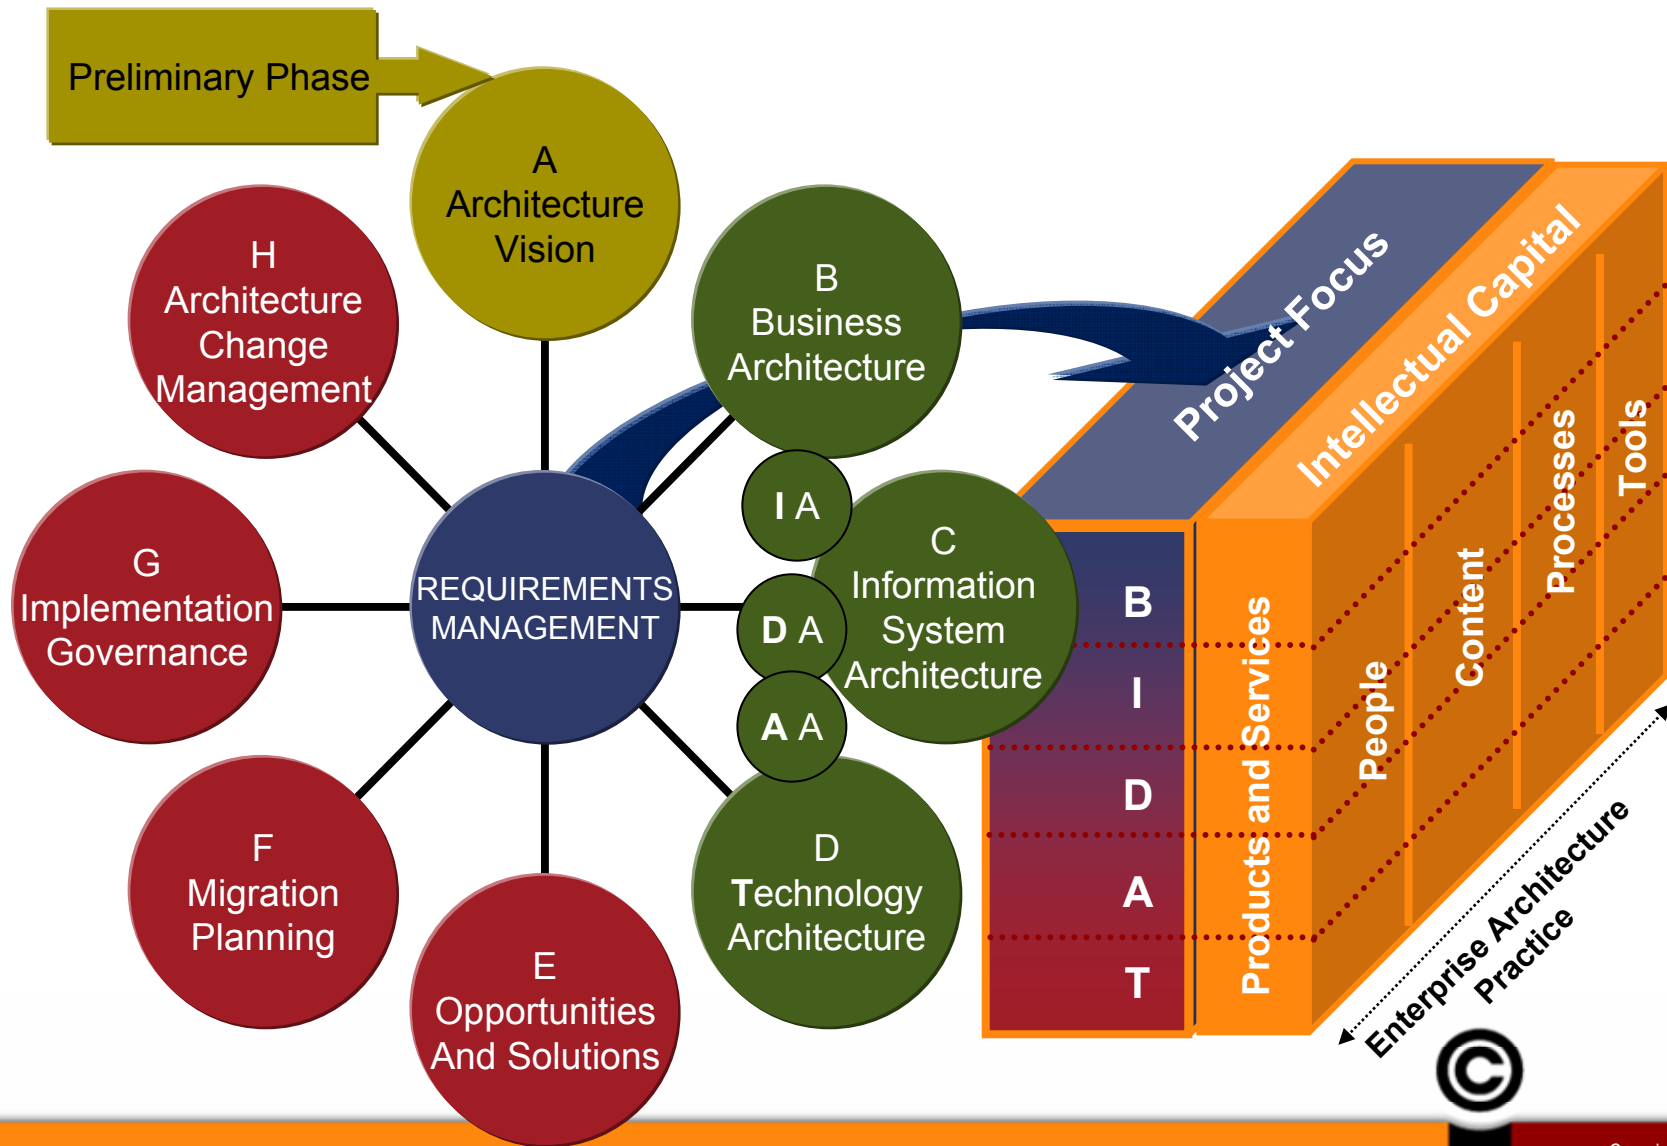 Preliminary Phase
A
Architecture
Vision
H
Architecture
Change
Management
B
Business
Architecture
I A
G
Implementation
Governance
REQUIREMENTS
MANAGEMENT
D A
C
Information
System
Architecture
A A
F
Migration
Planning
D
Technology
Architecture
E
Opportunities
And Solutions
Project Focus
Intellectual Capital
B
I
D
A
T
Products and Services
People
Content
Processes
Tools
Enterprise Architecture
Practice
©